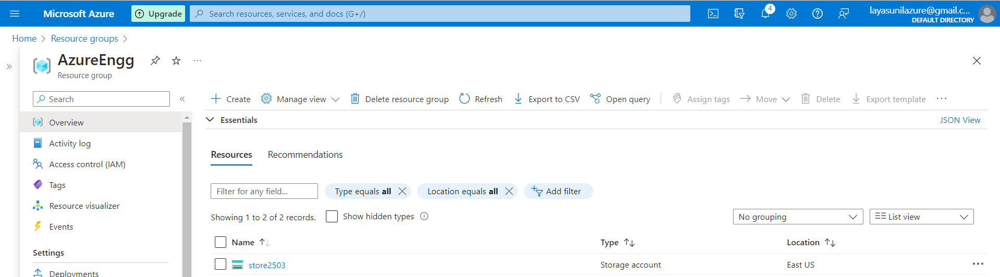 Microsoft Azure Upgrade Search resources, services, and docs (G+/) 4 layasunilazure@gmail.c...
DEFAULT DIRECTORY
Home > Resource groups >
AzureEngg ...
Resource group
Search «
»
Create Manage view Delete resource group Refresh Export to CSV Open query Assign tags Move Delete Export template ...
Overview
Activity log
Access control (IAM)
Tags
Resource visualizer
Events
Settings
Deployments
Essentials JSON View
Resources Recommendations
Filter for any field... Type equals all Location equals all Add filter
Showing 1 to 2 of 2 records. Show hidden types No grouping List view
Name Type Location
store2503 Storage account East US ...